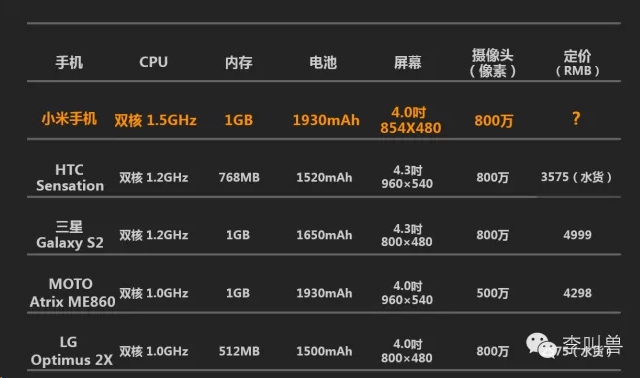 手机 CPU 内存 电池 屏幕 摄像头（像素） 定价（RMB）
小米手机 双核 1.5GHz 1GB 1930mAh 4.0吋 854X480 800万 ？
HTC Sensation 双核 1.2GHz 768MB 1520mAh 4.3吋 960×540 800万 3575（水货）
三星 Galaxy S2 双核 1.2GHz 1GB 1650mAh 4.3吋 800×480 800万 4999
MOTO Atrix ME860 双核 1.0GHz 1GB 1930mAh 4.0吋 960×540 500万 4298
LG Optimus 2X 双核 1.0GHz 512MB 1500mAh 4.0吋 800×480 800万
李叫兽